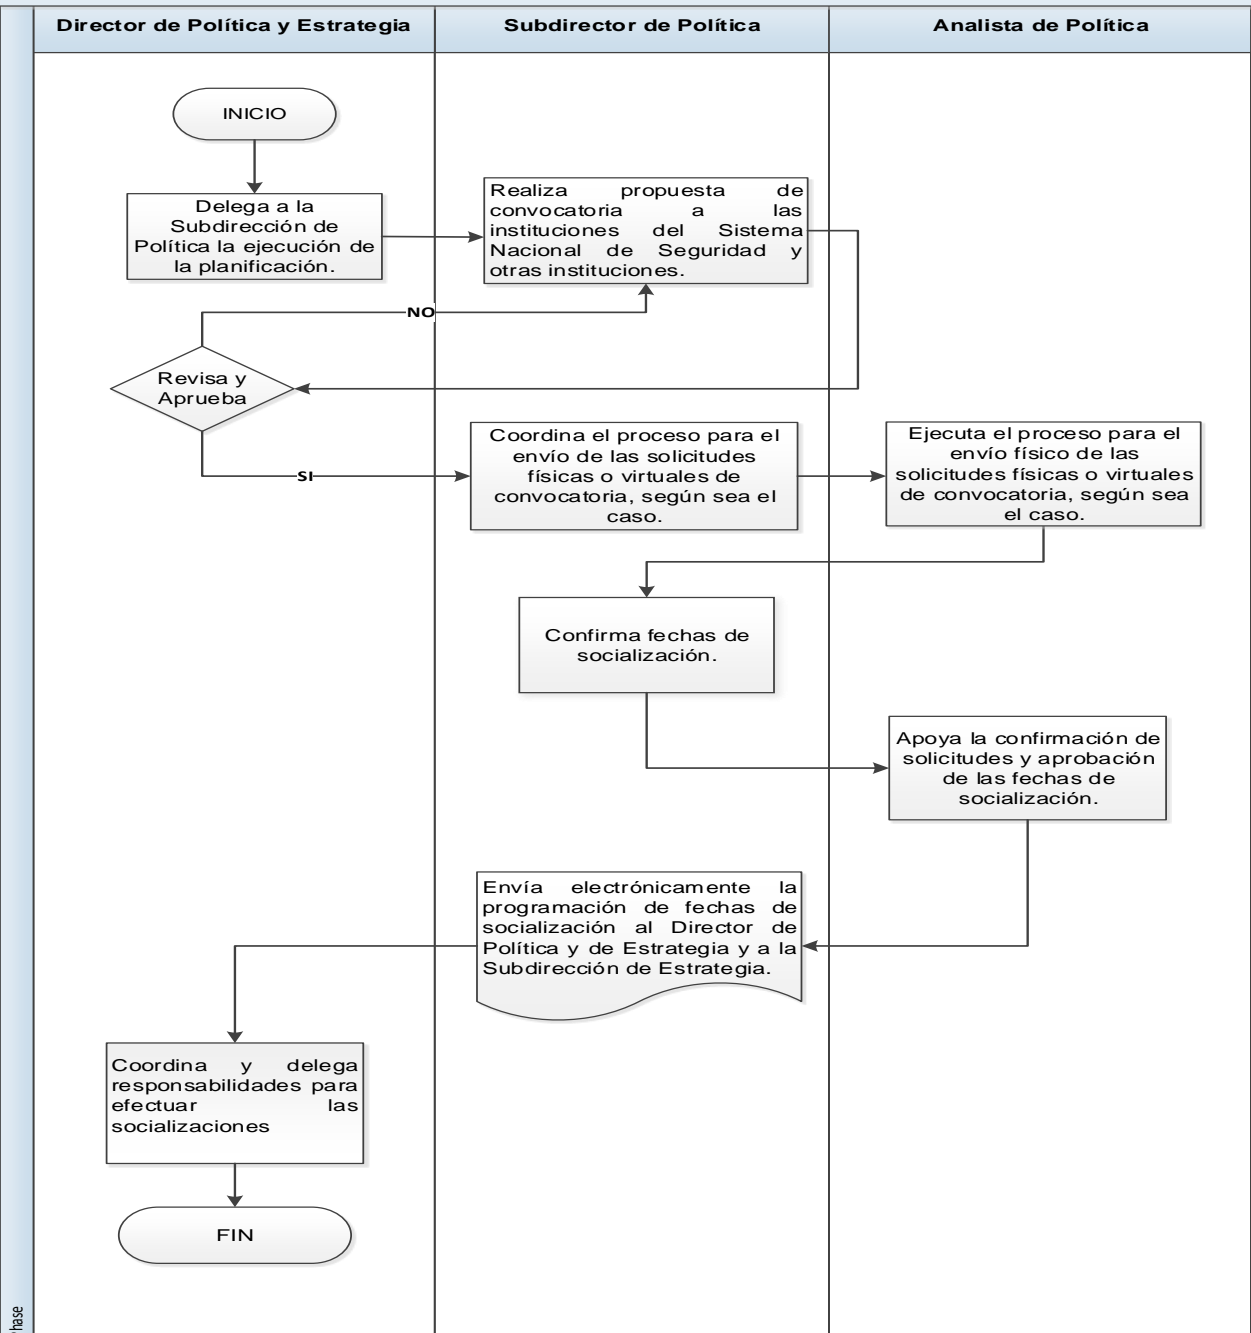 Director de Política y Estrategia
Subdirector de Política
Analista de Política
INICIO
Delega a la
Subdirección de
Política la ejecución de
la planificación.
Realiza propuesta de
convocatoria a las
instituciones del Sistema
Nacional de Seguridad y
otras instituciones.
NO
Revisa y
Aprueba
SI
Coordina el proceso para el
envío de las solicitudes
físicas o virtuales de
convocatoria, según sea el
caso.
Ejecuta el proceso para el
envío físico de las
solicitudes físicas o virtuales
de convocatoria, según sea
el caso.
Confirma fechas de
socialización.
Apoya la confirmación de
solicitudes y aprobación
de las fechas de
socialización.
Envía electrónicamente la
programación de fechas de
socialización al Director de
Política y de Estrategia y a la
Subdirección de Estrategia.
Coordina y delega
responsabilidades para
efectuar las
socializaciones
FIN